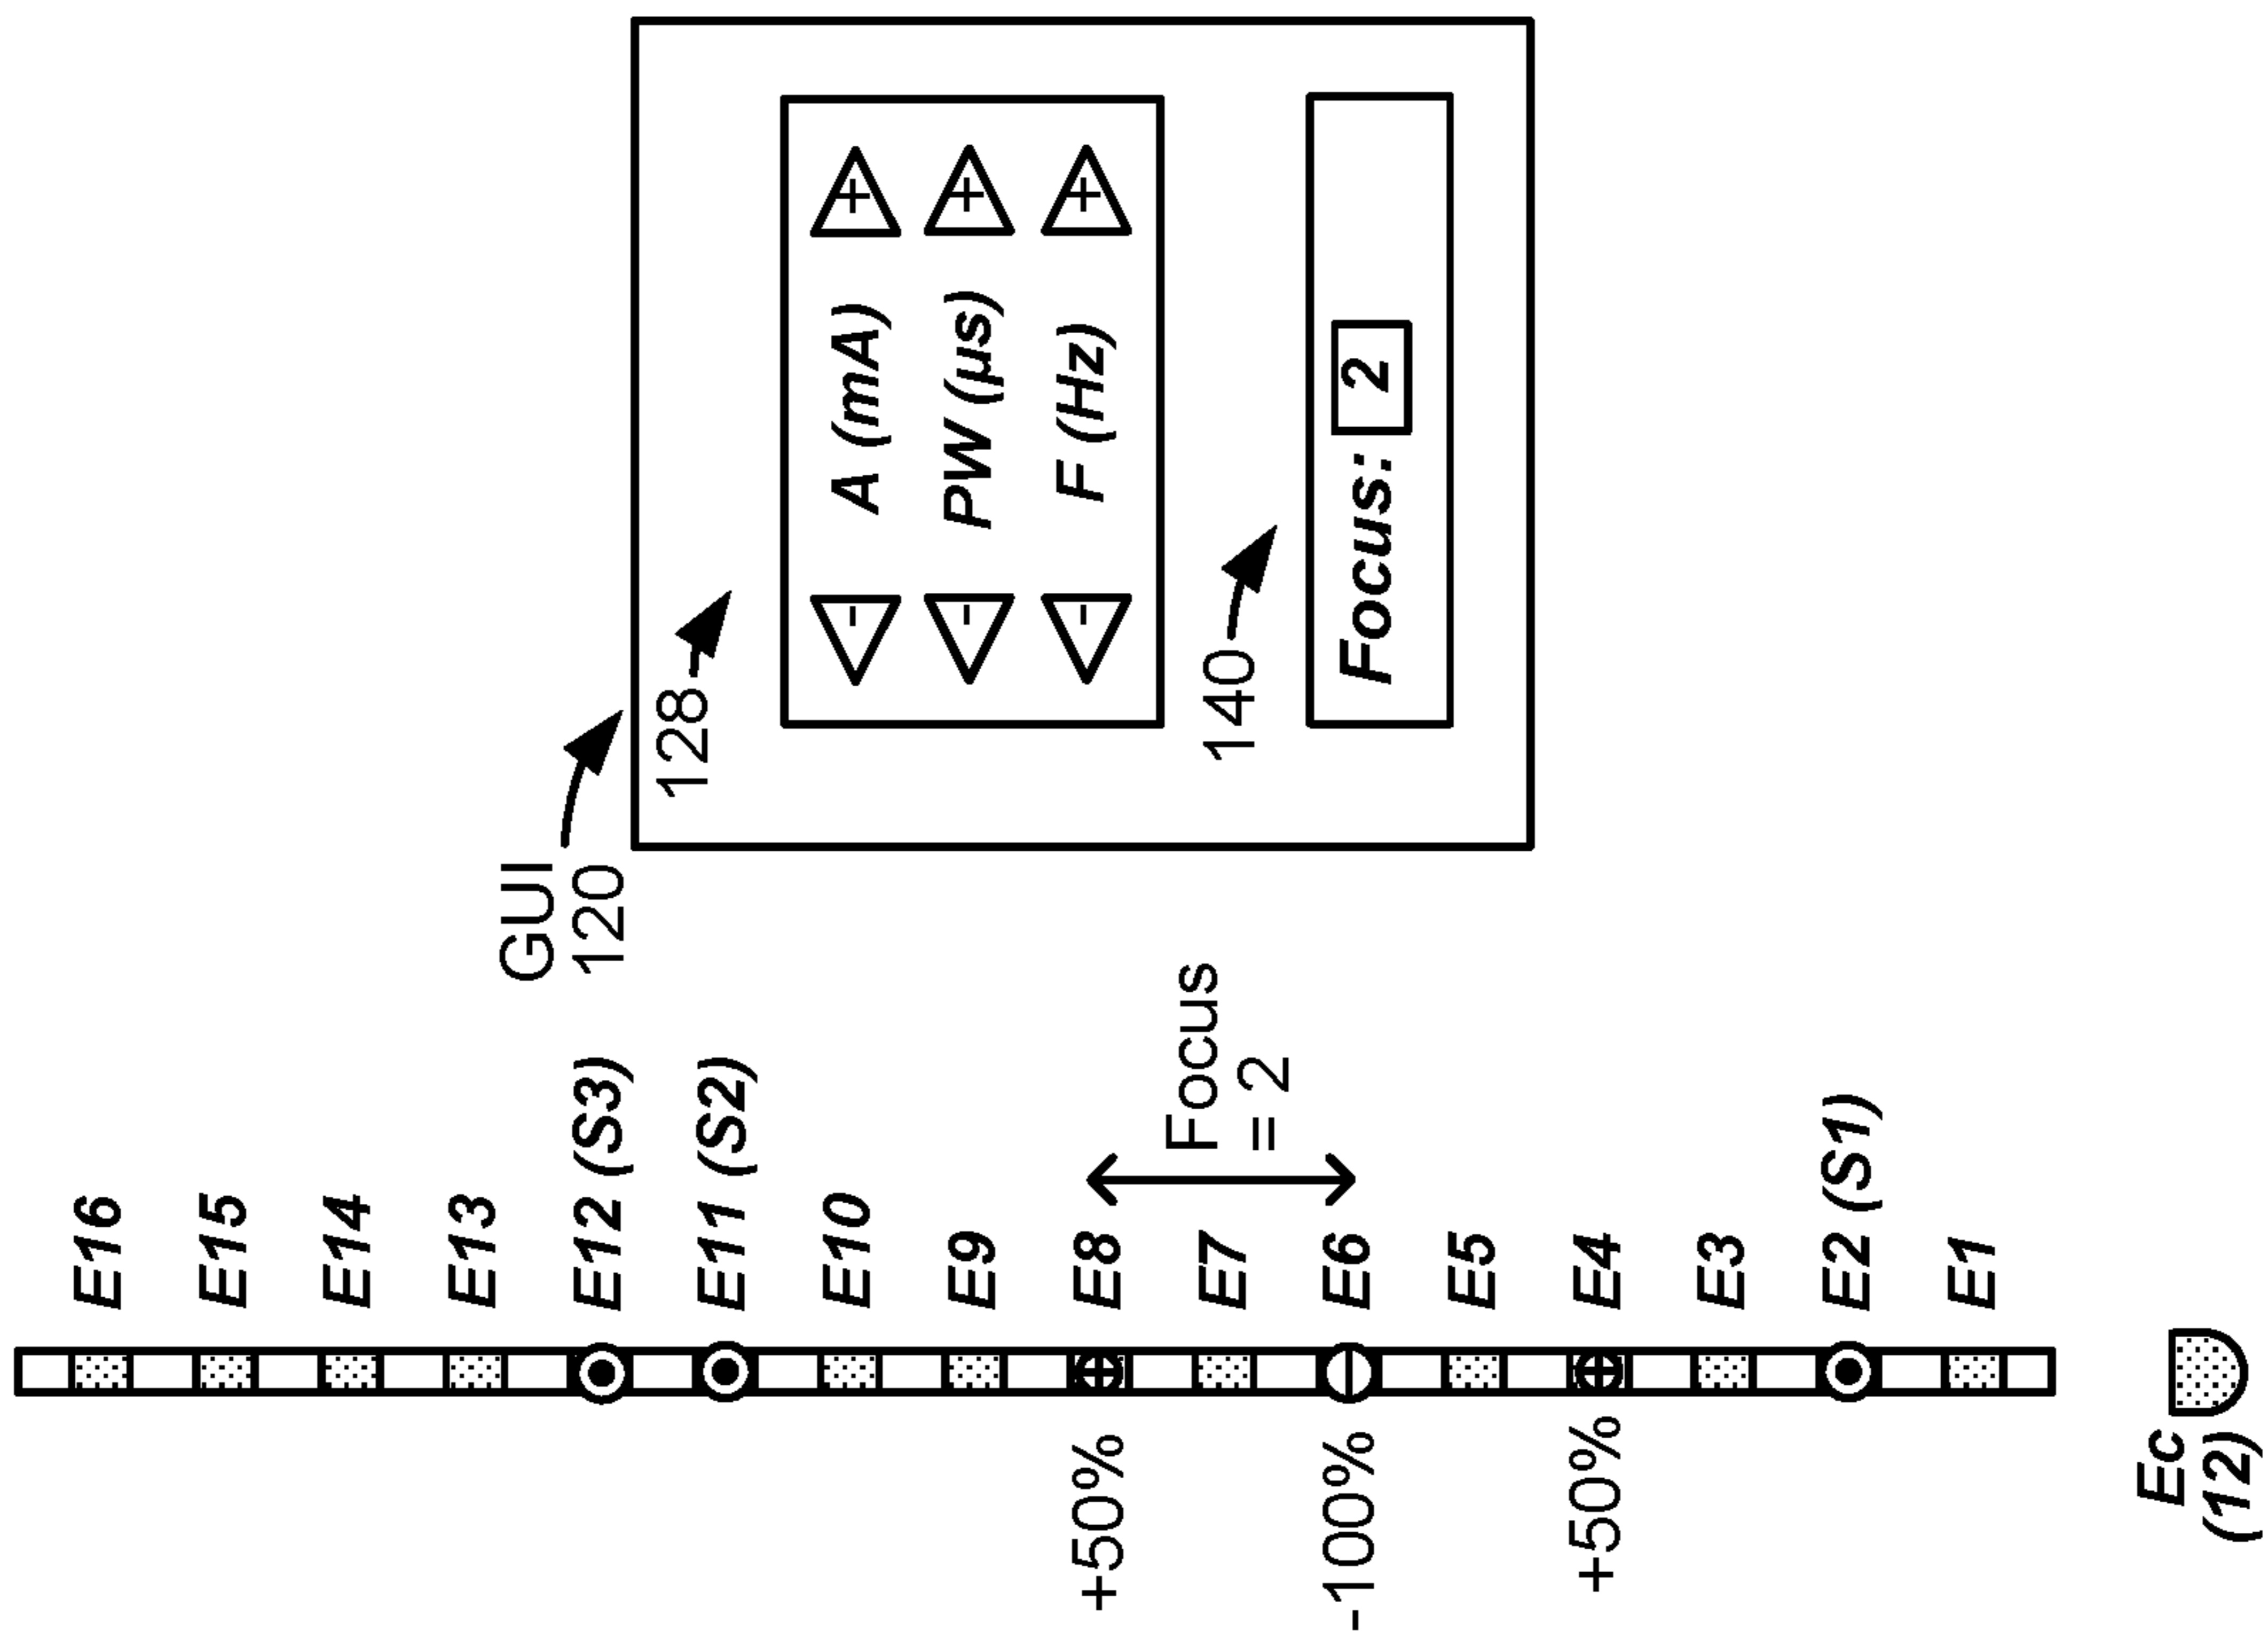 GUI
120
128
- A (mA) +
- PW (µs) +
- F (Hz) +
140
Focus: 2
E16
E15
E14
E13
E12 (S3)
E11 (S2)
E10
E9
E8
E7
E6
E5
E4
E3
E2 (S1)
E1
Focus
= 2
+50%
-100%
+50%
Ec
(12)